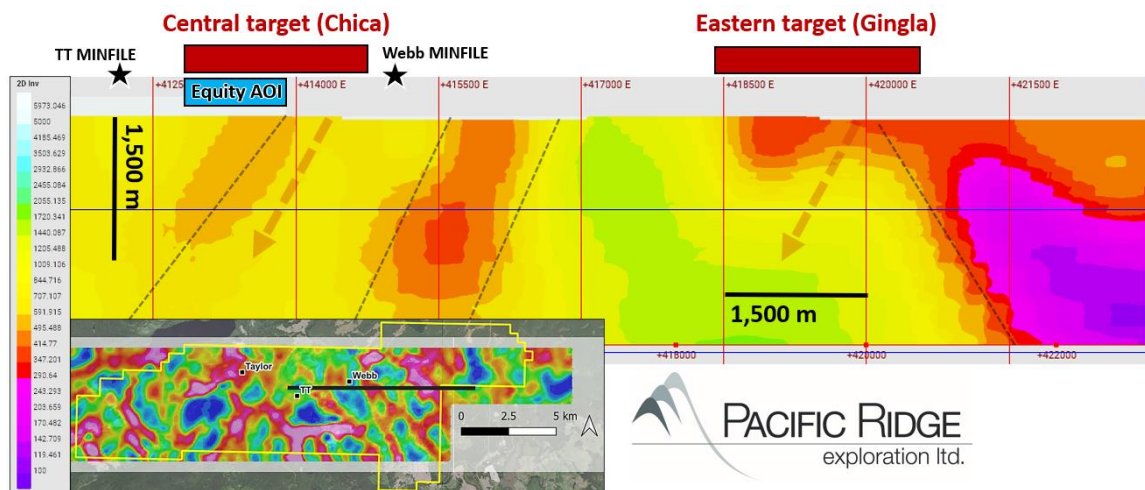 Central target (Chica)
Eastern target (Gingla)
TT MINFILE
Webb MINFILE
Equity AOI
2D Inv
+4125
+414000 E
+415500 E
+417000 E
+418500 E
+420000 E
+421500 E
5973.046
5000
4185.469
3503.629
2932.866
2455.084
2055.135
1720.341
1440.087
1205.488
1009.106
844.716
707.107
591.915
495.488
414.77
347.201
290.64
243.293
203.659
170.482
142.709
119.461
100
1,500 m
1,500 m
+418000
+420000
+422000
Taylor
Webb
TT
0 2.5 5 km
PACIFIC RIDGE
exploration ltd.